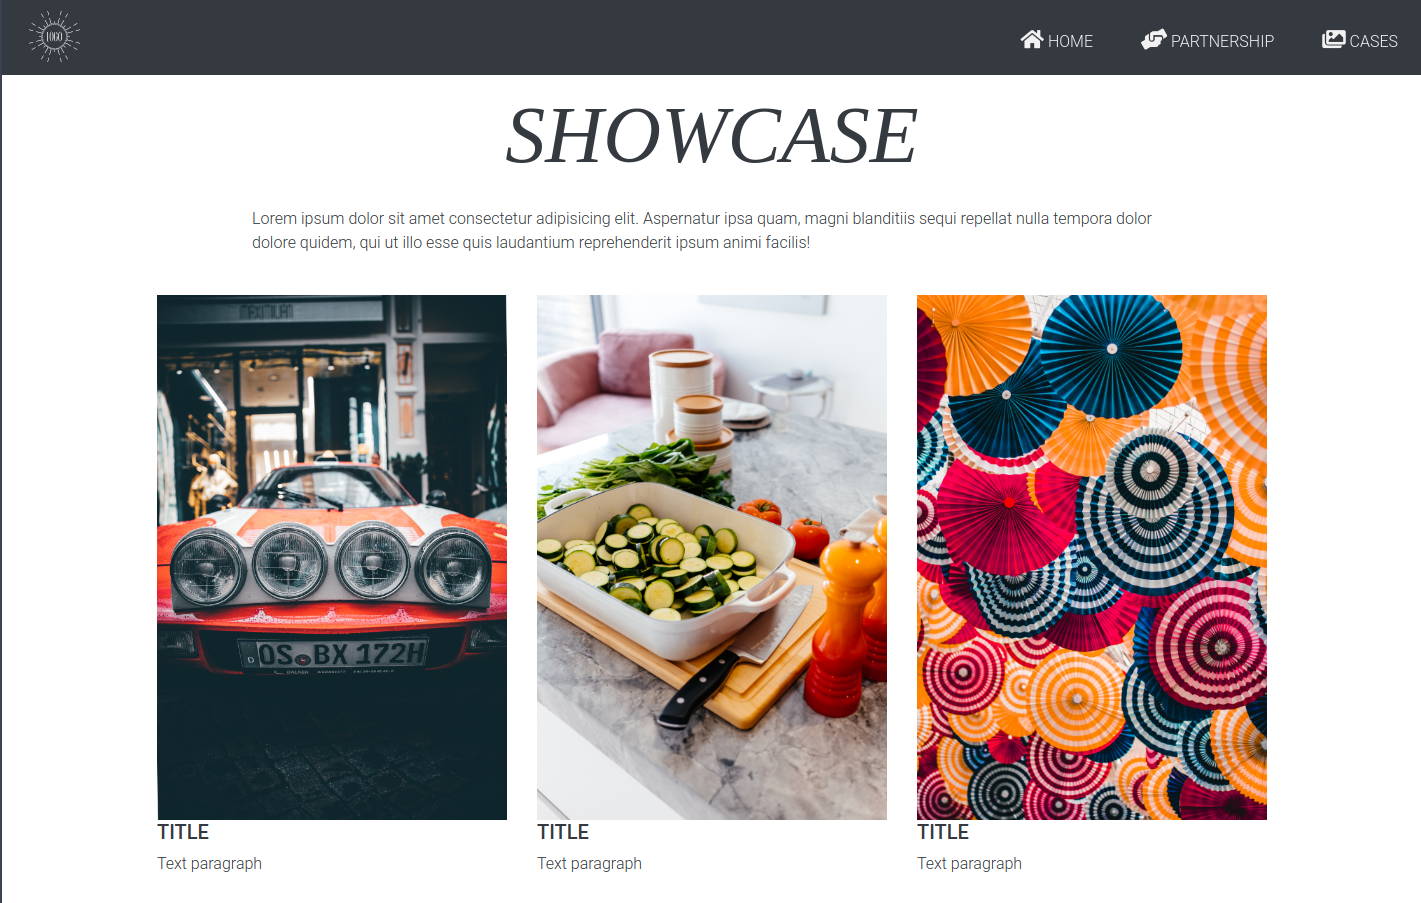 LOGO
HOME
PARTNERSHIP
CASES
SHOWCASE
Lorem ipsum dolor sit amet consectetur adipisicing elit. Aspernatur ipsa quam, magni blanditiis sequi repellat nulla tempora dolor
dolore quidem, qui ut illo esse quis laudantium reprehenderit ipsum animi facilis!
D OS BX 172H
TITLE
TITLE
TITLE
Text paragraph
Text paragraph
Text paragraph